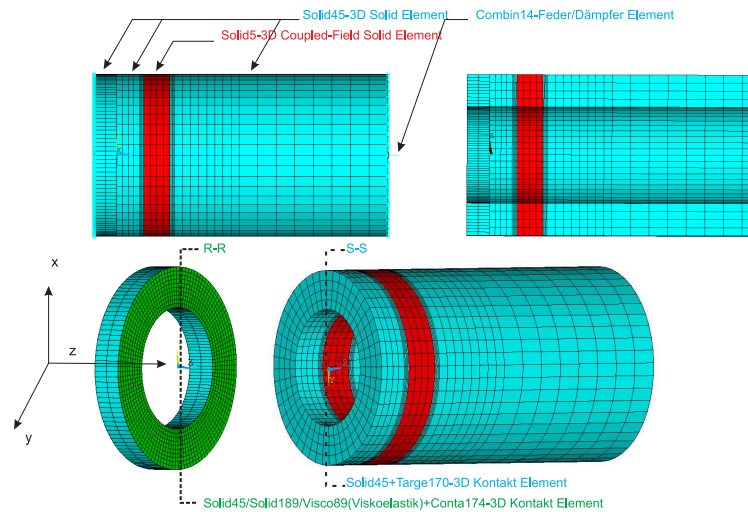 Solid45-3D Solid Element
Combin14-Feder/Dämpfer Element
Solid5-3D Coupled-Field Solid Element
R-R
S-S
x
z
y
Solid45+Targe170-3D Kontakt Element
Solid45/Solid189/Visco89(Viskoelastik)+Conta174-3D Kontakt Element